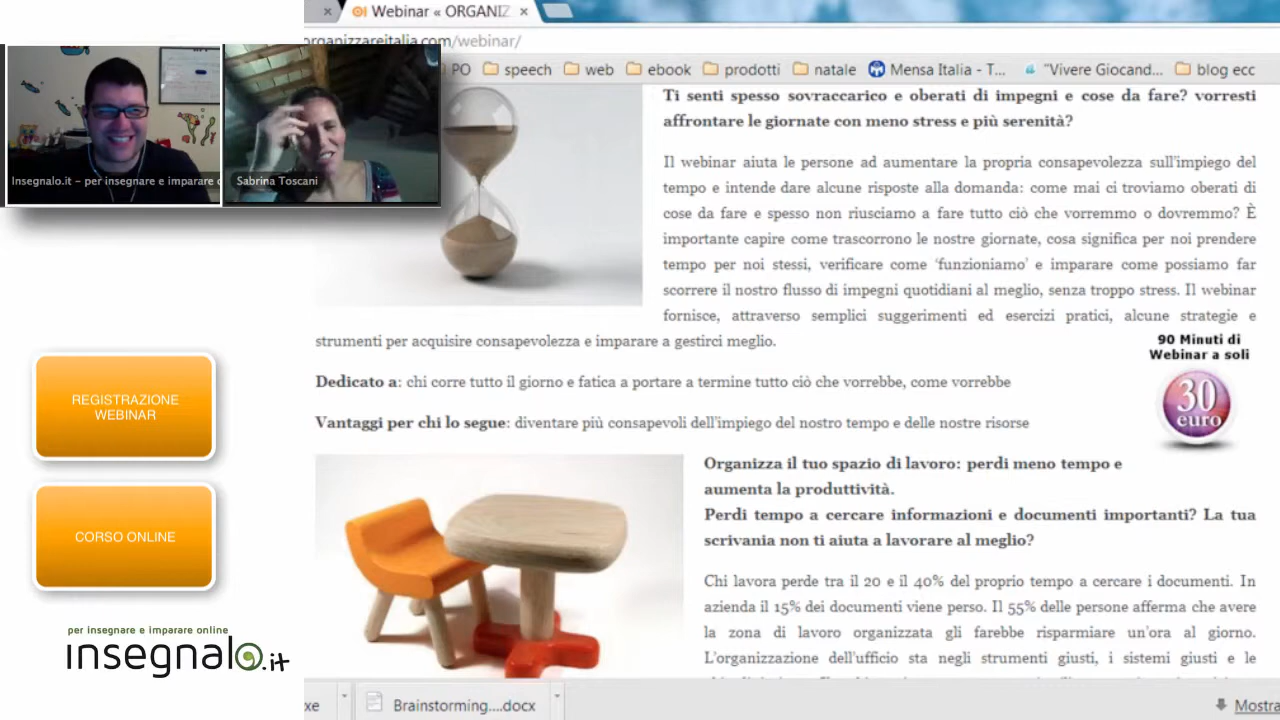 Webinar « ORGANIZ
organizzareitalia.com/webinar/
PO speech web ebook prodotti natale Mensa Italia - T... "Vivere Giocand... blog ecc
Insegnalo.it – per insegnare e imparare
Sabrina Toscani
Ti senti spesso sovraccarico e oberati di impegni e cose da fare? vorresti
affrontare le giornate con meno stress e più serenità?
Il webinar aiuta le persone ad aumentare la propria consapevolezza sull'impiego del
tempo e intende dare alcune risposte alla domanda: come mai ci troviamo oberati di
cose da fare e spesso non riusciamo a fare tutto ciò che vorremmo o dovremmo? È
importante capire come trascorrono le nostre giornate, cosa significa per noi prendere
tempo per noi stessi, verificare come 'funzioniamo' e imparare come possiamo far
scorrere il nostro flusso di impegni quotidiani al meglio, senza troppo stress. Il webinar
fornisce, attraverso semplici suggerimenti ed esercizi pratici, alcune strategie e
strumenti per acquisire consapevolezza e imparare a gestirci meglio.
90 Minuti di
Webinar a soli
30
euro
Dedicato a: chi corre tutto il giorno e fatica a portare a termine tutto ciò che vorrebbe, come vorrebbe
Vantaggi per chi lo segue: diventare più consapevoli dell'impiego del nostro tempo e delle nostre risorse
REGISTRAZIONE
WEBINAR
CORSO ONLINE
per insegnare e imparare online
insegnalo.it
Organizza il tuo spazio di lavoro: perdi meno tempo e
aumenta la produttività.
Perdi tempo a cercare informazioni e documenti importanti? La tua
scrivania non ti aiuta a lavorare al meglio?
Chi lavora perde tra il 20 e il 40% del proprio tempo a cercare i documenti. In
azienda il 15% dei documenti viene perso. Il 55% delle persone afferma che avere
la zona di lavoro organizzata gli farebbe risparmiare un'ora al giorno.
L'organizzazione dell'ufficio sta negli strumenti giusti, i sistemi giusti e le
xe
Brainstorming....docx
Mostra